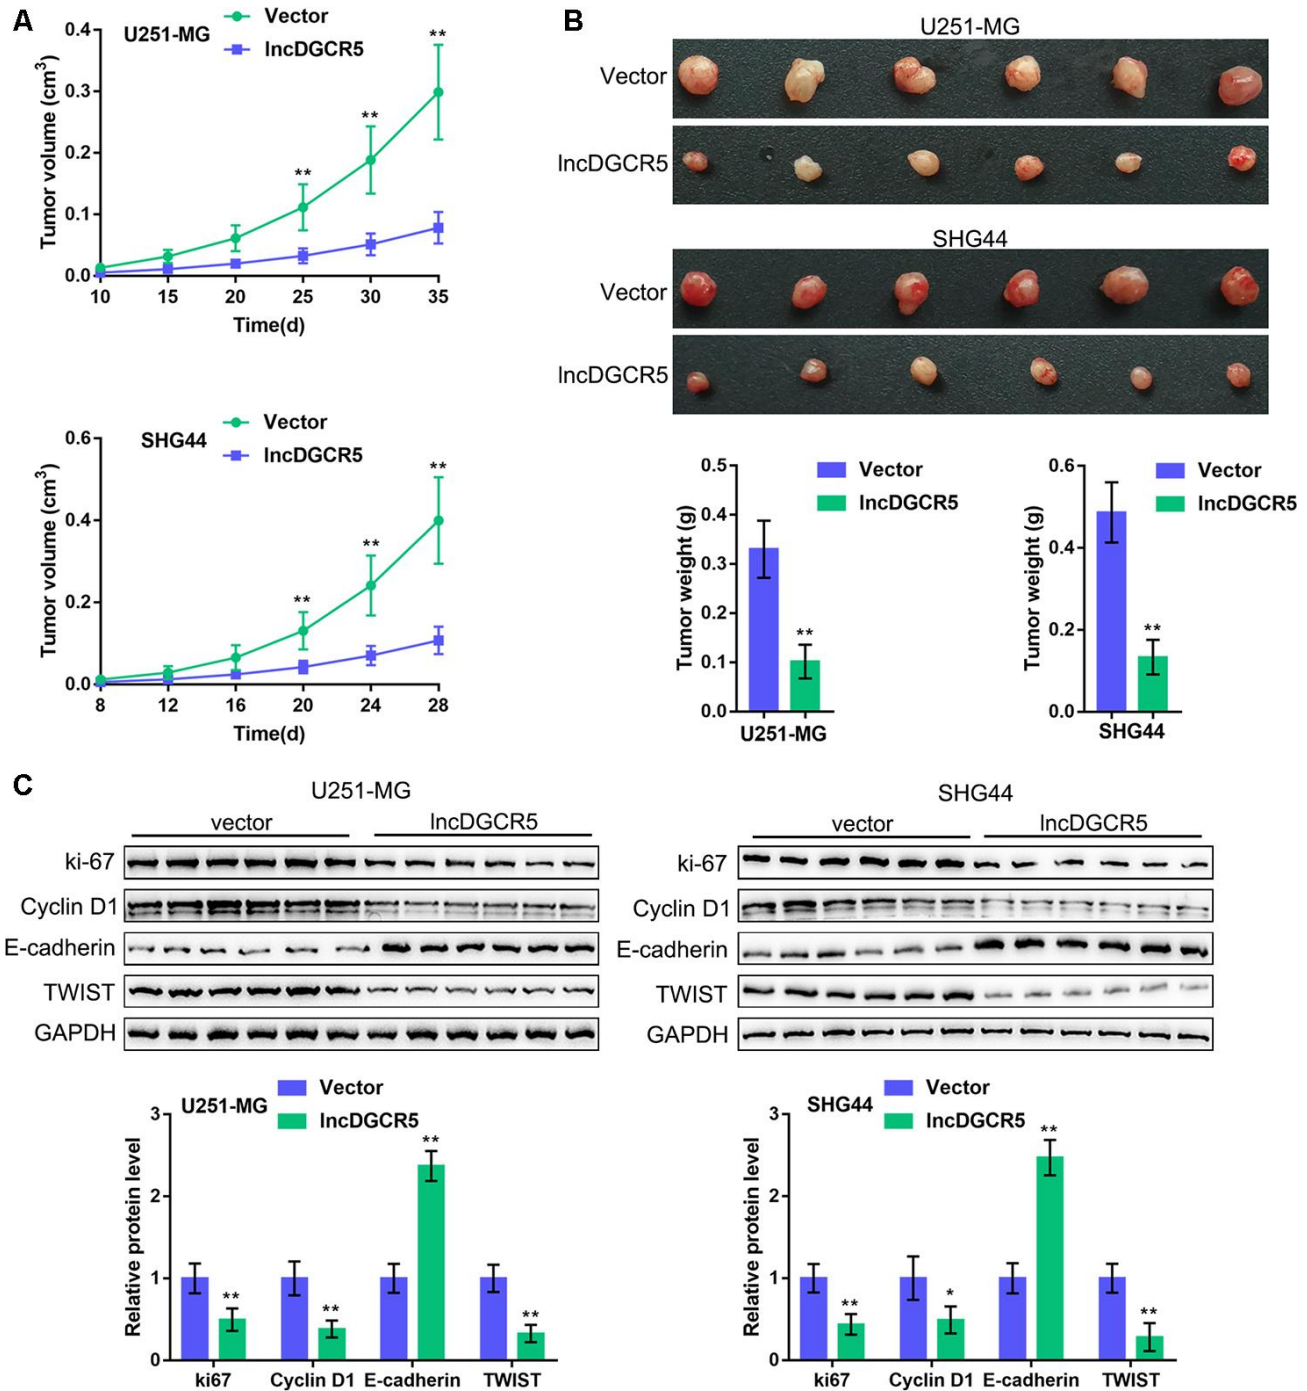 A
U251-MG
Vector
lncDGCR5
Tumor volume (cm3)
0.4
0.3
0.2
0.1
0.0
**
**
**
10 15 20 25 30 35
Time(d)
SHG44
Vector
lncDGCR5
Tumor volume (cm3)
0.6
0.4
0.2
0.0
**
**
**
8 12 16 20 24 28
Time(d)
B
U251-MG
Vector
lncDGCR5
SHG44
Vector
lncDGCR5
Tumor weight (g)
0.5
0.4
0.3
0.2
0.1
0.0
Vector
lncDGCR5
**
U251-MG
Tumor weight (g)
0.6
0.4
0.2
0.0
Vector
lncDGCR5
**
SHG44
C
U251-MG
vector lncDGCR5
ki-67
Cyclin D1
E-cadherin
TWIST
GAPDH
SHG44
vector lncDGCR5
ki-67
Cyclin D1
E-cadherin
TWIST
GAPDH
U251-MG
Vector
lncDGCR5
Relative protein level
3
2
1
0
** ** ** **
ki67 Cyclin D1 E-cadherin TWIST
SHG44
Vector
lncDGCR5
Relative protein level
3
2
1
0
** * ** **
ki67 Cyclin D1 E-cadherin TWIST